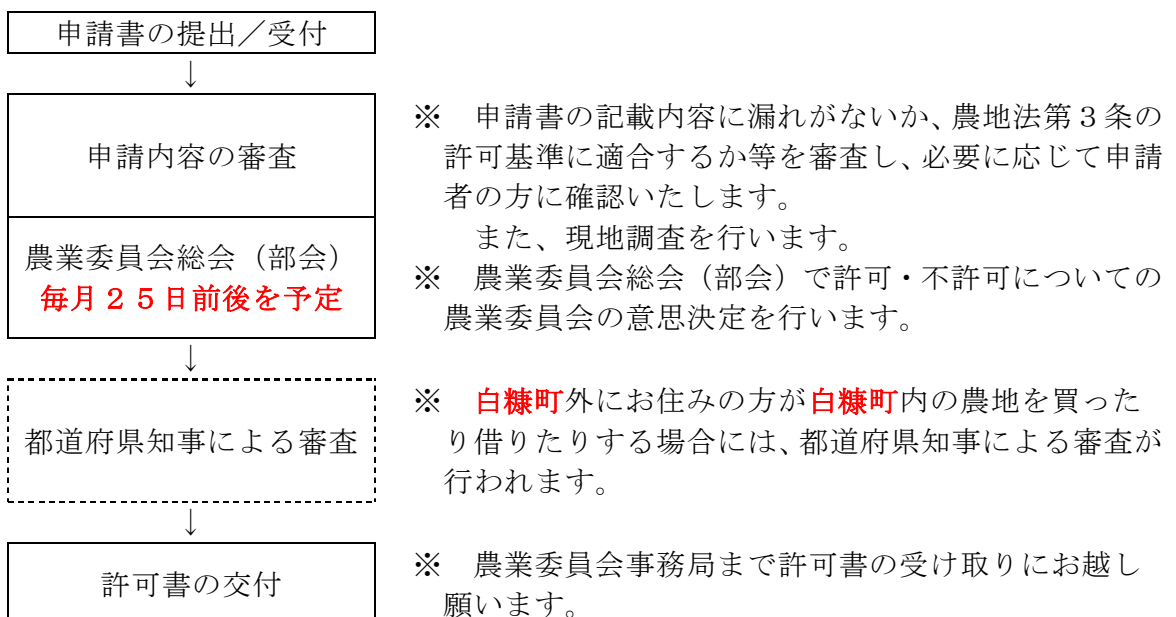 申請書の提出／受付
↓
申請内容の審査
※　申請書の記載内容に漏れがないか、農地法第３条の
許可基準に適合するか等を審査し、必要に応じて申請
者の方に確認いたします。
また、現地調査を行います。
農業委員会総会（部会）
毎月２５日前後を予定
※　農業委員会総会（部会）で許可・不許可についての
農業委員会の意思決定を行います。
↓
都道府県知事による審査
※　白糠町外にお住みの方が白糠町内の農地を買った
り借りたりする場合には、都道府県知事による審査が
行われます。
↓
許可書の交付
※　農業委員会事務局まで許可書の受け取りにお越し
願います。